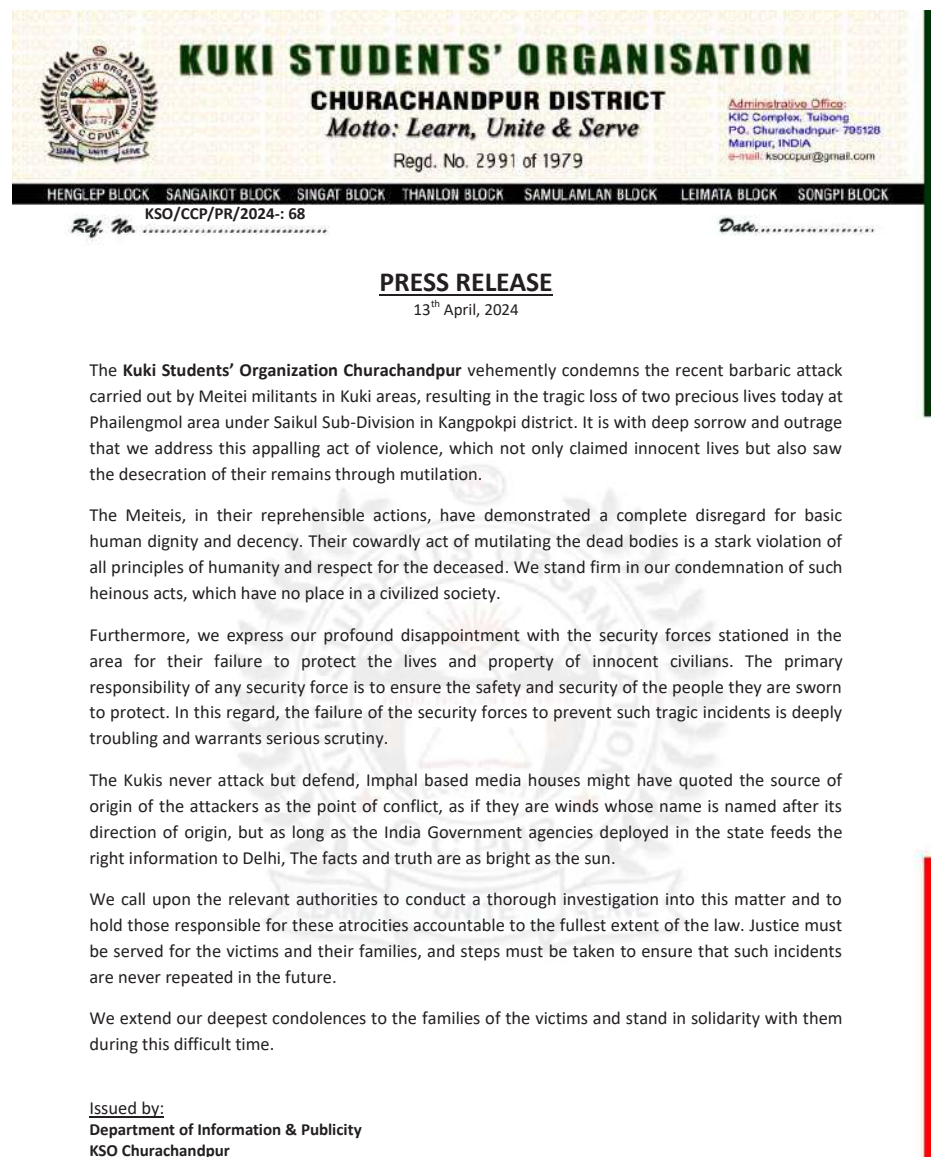 KUKI STUDENTS' ORGANISATION
CHURACHANDPUR DISTRICT
Motto: Learn, Unite & Serve
Regd. No. 2991 of 1979
Administrative Office:
KIC Complex, Tuibong
PO. Churachadnpur- 795128
Manipur, INDIA
e-mail: ksoccpur@gmail.com
HENGLEP BLOCK SANGAIKOT BLOCK SINGAT BLOCK THANLON BLOCK SAMULAMLAN BLOCK LEIMATA BLOCK SONGPI BLOCK
KSO/CCP/PR/2024-: 68
Ref. No. ................................
Date.....................
PRESS RELEASE
13th April, 2024
The Kuki Students' Organization Churachandpur vehemently condemns the recent barbaric attack
carried out by Meitei militants in Kuki areas, resulting in the tragic loss of two precious lives today at
Phailengmol area under Saikul Sub-Division in Kangpokpi district. It is with deep sorrow and outrage
that we address this appalling act of violence, which not only claimed innocent lives but also saw
the desecration of their remains through mutilation.
The Meiteis, in their reprehensible actions, have demonstrated a complete disregard for basic
human dignity and decency. Their cowardly act of mutilating the dead bodies is a stark violation of
all principles of humanity and respect for the deceased. We stand firm in our condemnation of such
heinous acts, which have no place in a civilized society.
Furthermore, we express our profound disappointment with the security forces stationed in the
area for their failure to protect the lives and property of innocent civilians. The primary
responsibility of any security force is to ensure the safety and security of the people they are sworn
to protect. In this regard, the failure of the security forces to prevent such tragic incidents is deeply
troubling and warrants serious scrutiny.
The Kukis never attack but defend, Imphal based media houses might have quoted the source of
origin of the attackers as the point of conflict, as if they are winds whose name is named after its
direction of origin, but as long as the India Government agencies deployed in the state feeds the
right information to Delhi, The facts and truth are as bright as the sun.
We call upon the relevant authorities to conduct a thorough investigation into this matter and to
hold those responsible for these atrocities accountable to the fullest extent of the law. Justice must
be served for the victims and their families, and steps must be taken to ensure that such incidents
are never repeated in the future.
We extend our deepest condolences to the families of the victims and stand in solidarity with them
during this difficult time.
Issued by:
Department of Information & Publicity
KSO Churachandpur